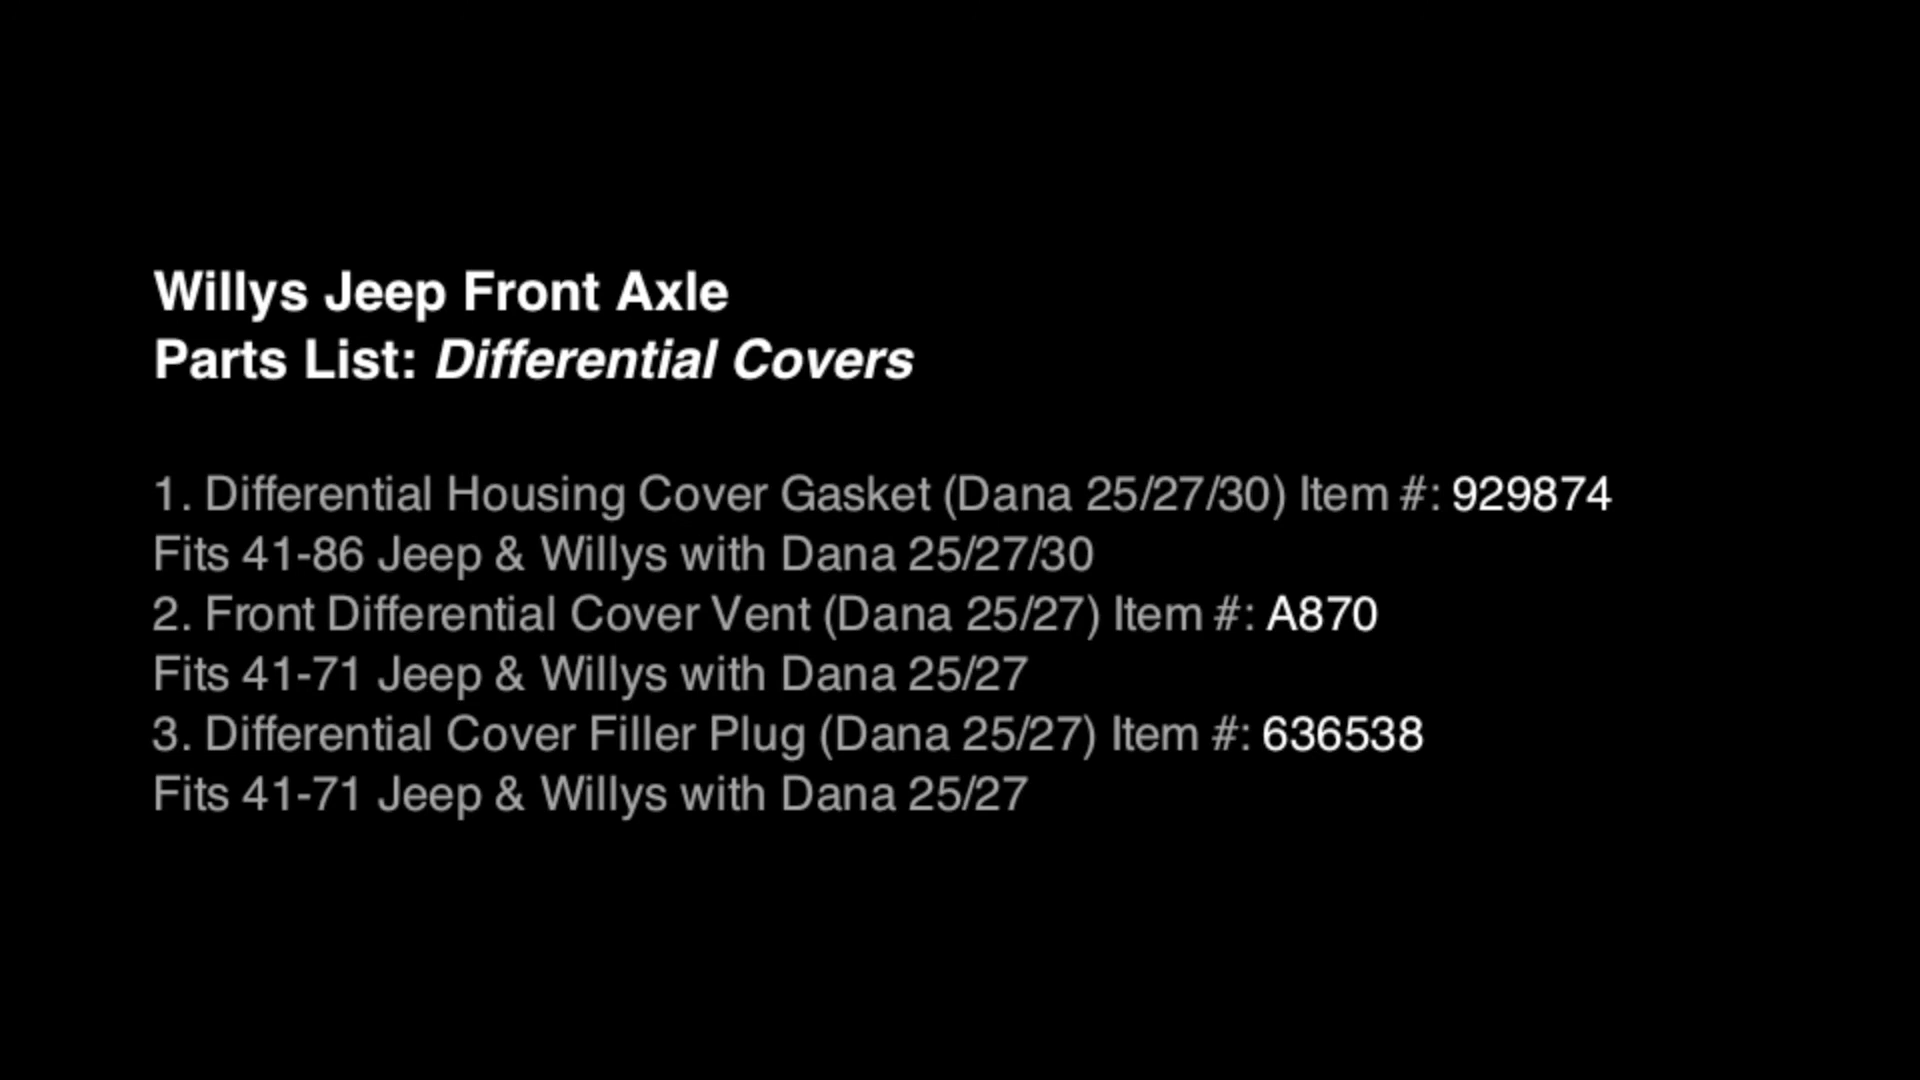 Willys Jeep Front Axle
Parts List: Differential Covers
1. Differential Housing Cover Gasket (Dana 25/27/30) Item #: 929874
Fits 41-86 Jeep & Willys with Dana 25/27/30
2. Front Differential Cover Vent (Dana 25/27) Item #: A870
Fits 41-71 Jeep & Willys with Dana 25/27
3. Differential Cover Filler Plug (Dana 25/27) Item #: 636538
Fits 41-71 Jeep & Willys with Dana 25/27